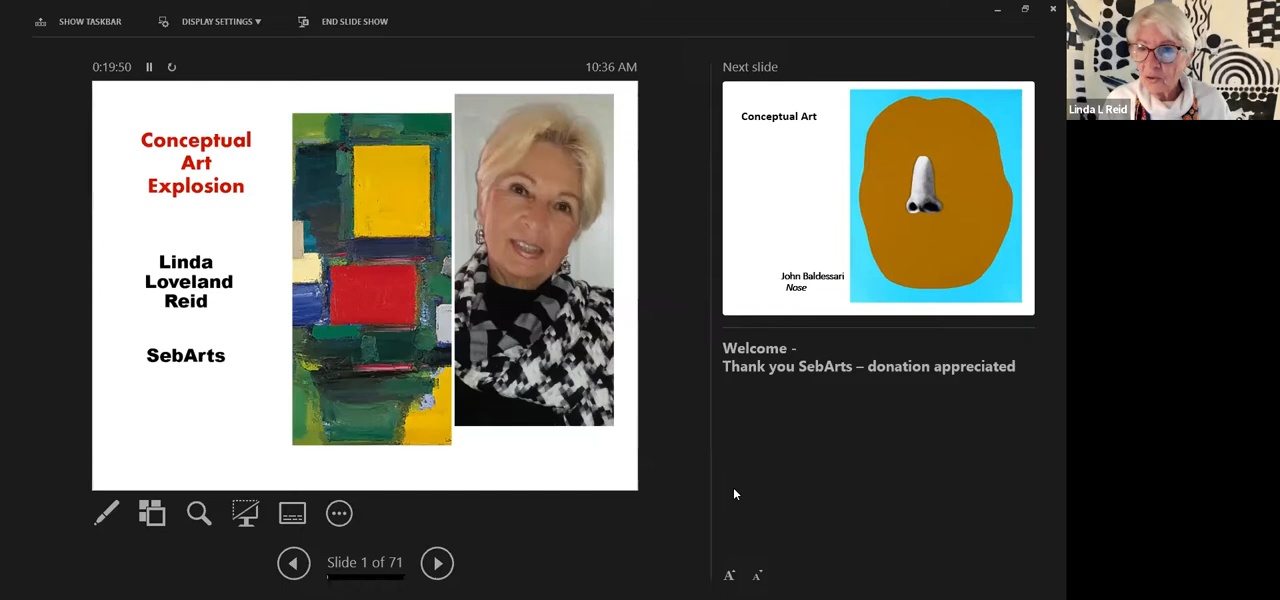 SHOW TASKBAR
DISPLAY SETTINGS ▼
END SLIDE SHOW
0:19:50
10:36 AM
Conceptual
Art
Explosion
Linda
Loveland
Reid
SebArts
Slide 1 of 71
Next slide
Conceptual Art
John Baldessari
Nose
Welcome -
Thank you SebArts – donation appreciated
A A
Linda L Reid